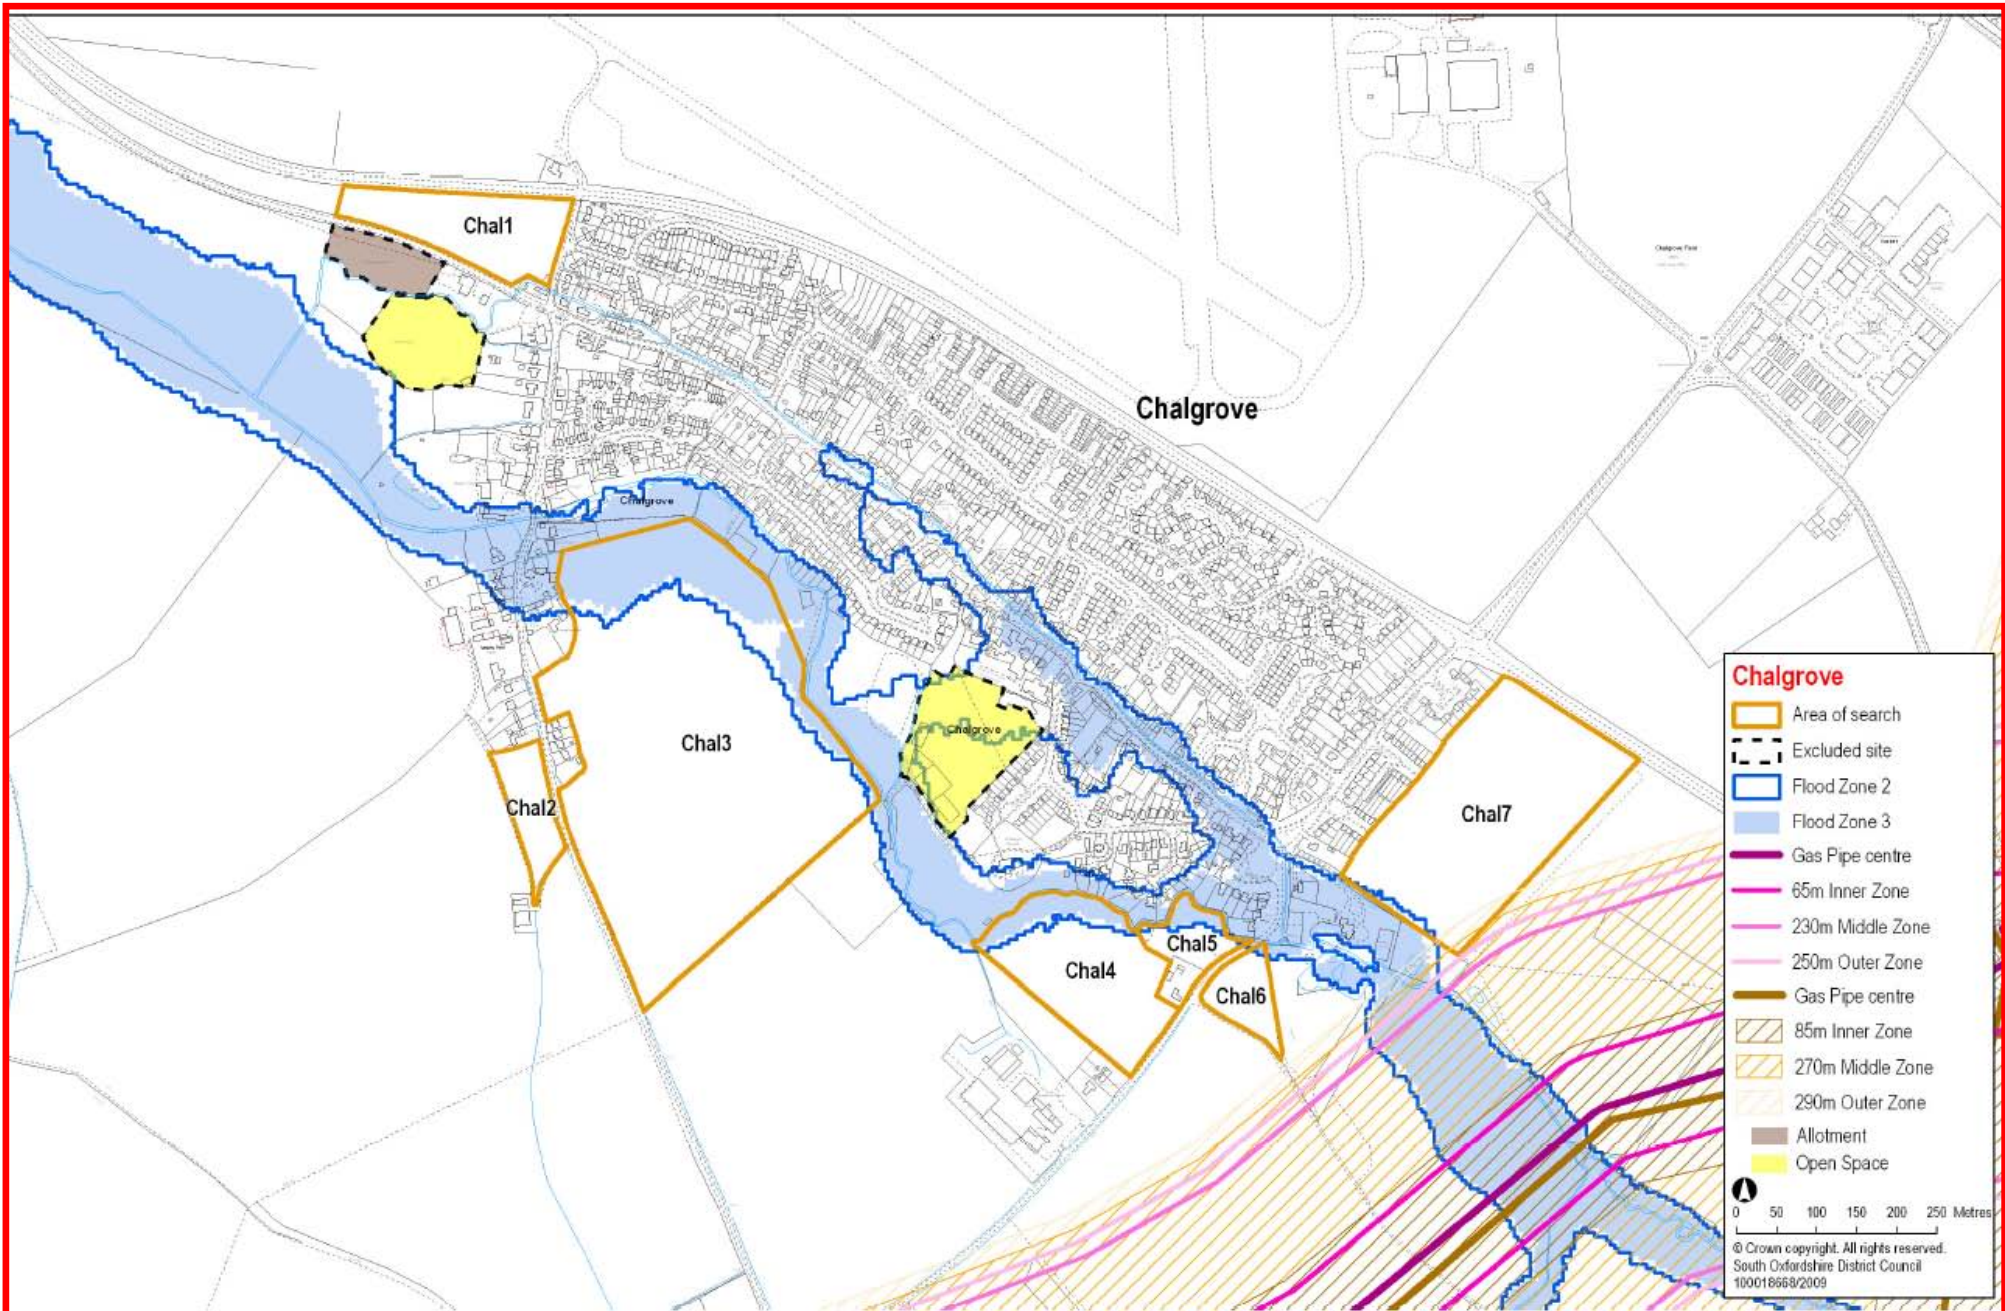 Chal1
Chalgrove
Chalgrove
Chalgrove
Chal3
Chal2
Chal7
Chal5
Chal4
Chal6
Chalgrove
Area of search
Excluded site
Flood Zone 2
Flood Zone 3
Gas Pipe centre
65m Inner Zone
230m Middle Zone
250m Outer Zone
Gas Pipe centre
85m Inner Zone
270m Middle Zone
290m Outer Zone
Allotment
Open Space
0 50 100 150 200 250 Metres
© Crown copyright. All rights reserved.
South Oxfordshire District Council
100018668/2009